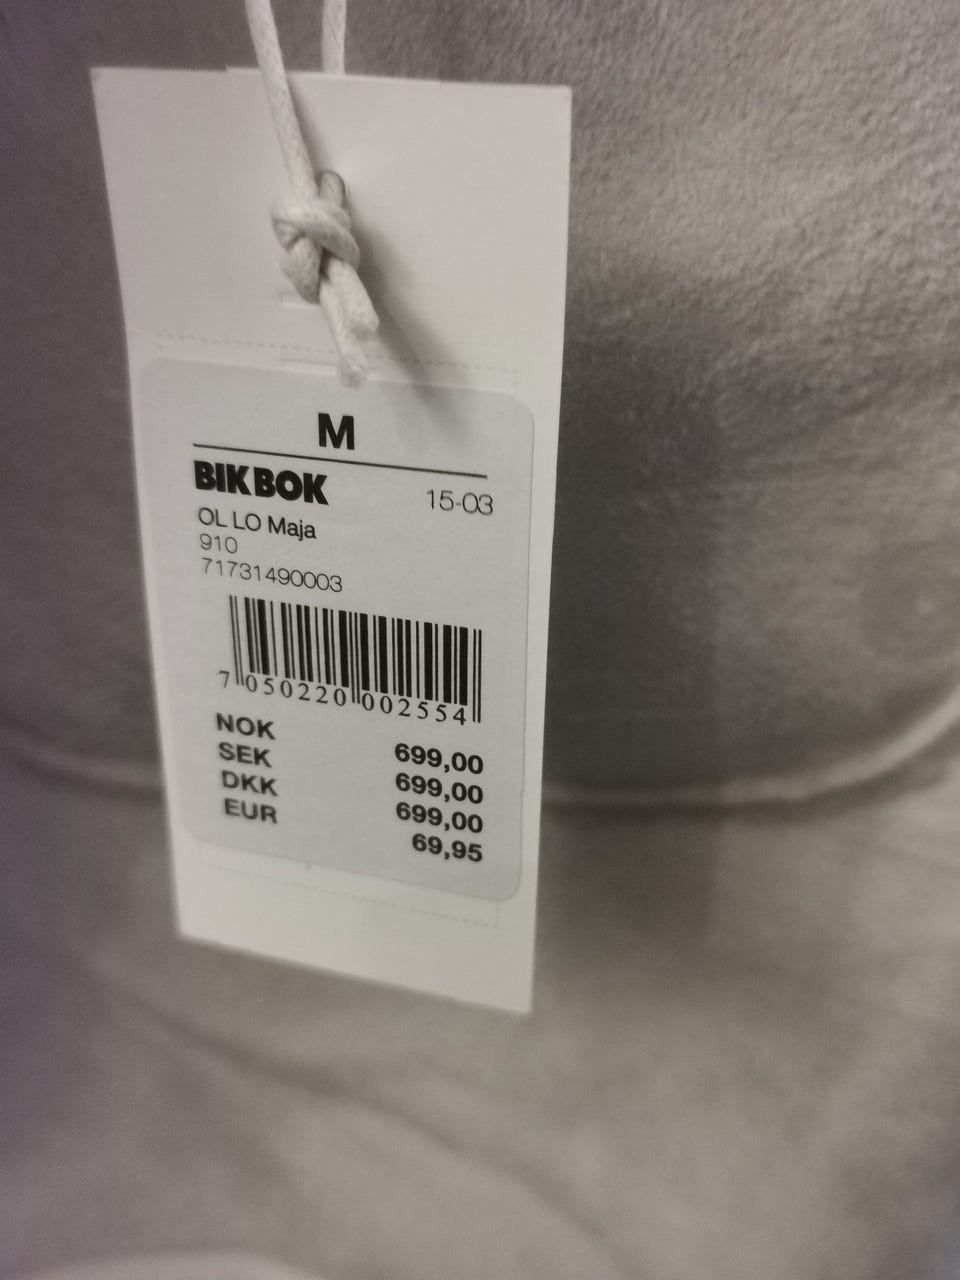 M
BIK BOK 15-03
OL LO Maja
910
71731490003
7 050220 002554
NOK 699,00
SEK 699,00
DKK 699,00
EUR 69,95